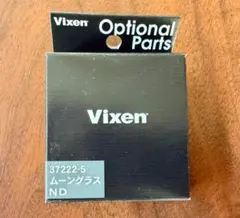 Vixen Optional
Parts
Vixen
37222-5
ムーングラス
ND